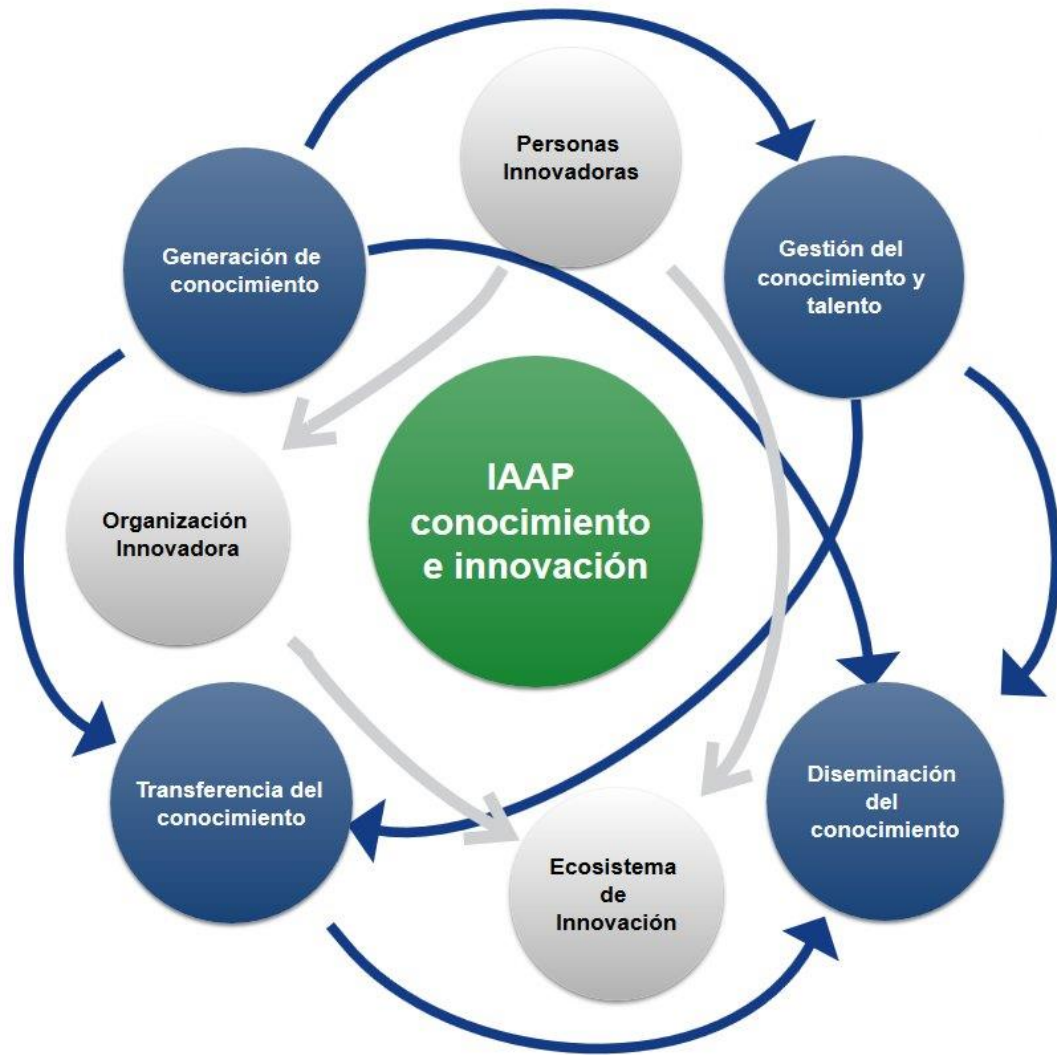 Personas
Innovadoras
Generación de
conocimiento
Gestión del
conocimiento y
talento
IAAP
conocimiento
e innovación
Organización
Innovadora
Transferencia del
conocimiento
Diseminación
del
conocimiento
Ecosistema
de
Innovación